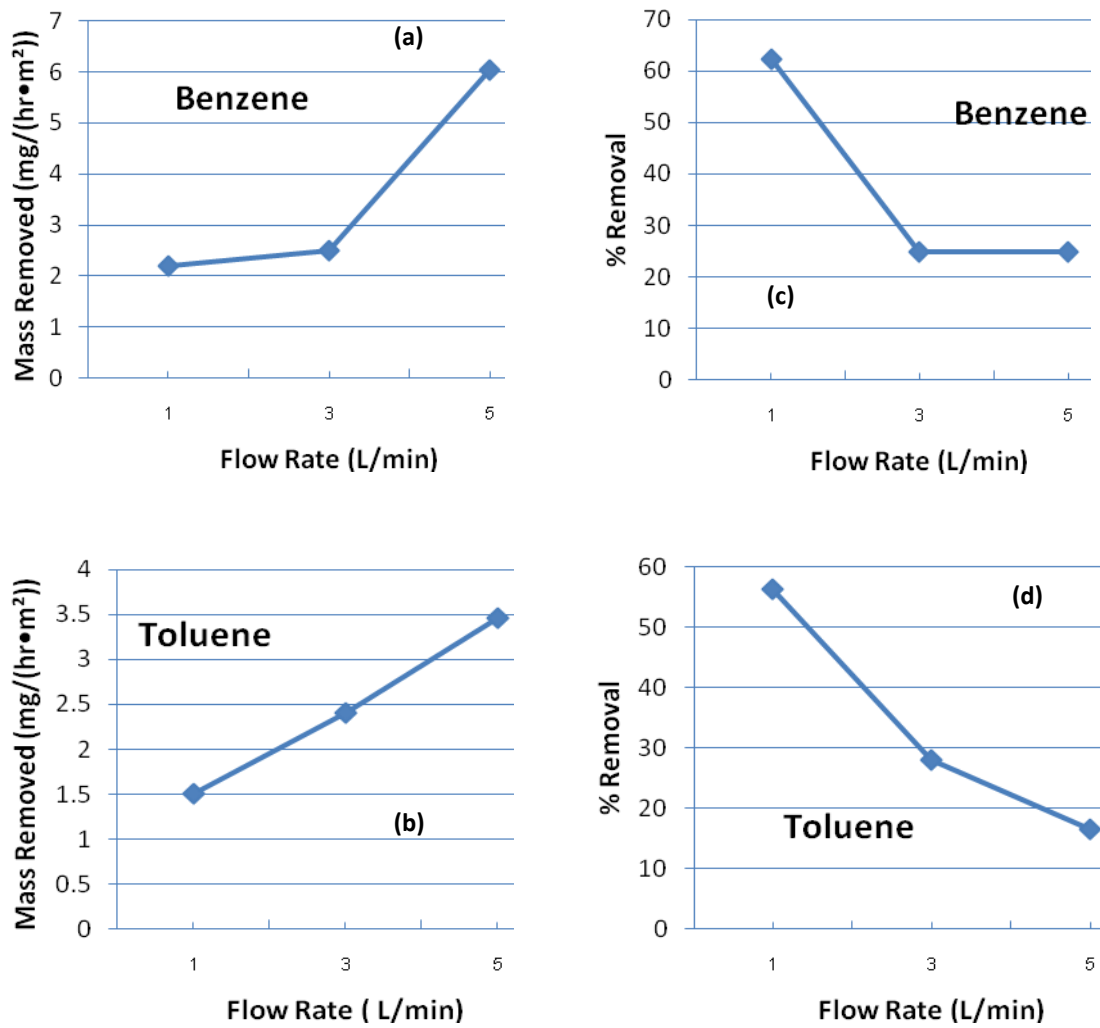 Mass Removed (mg/(hr•m²))
7
6
5
4
3
2
1
0
(a)
Benzene
1 3 5
Flow Rate (L/min)
% Removal
70
60
50
40
30
20
10
0
Benzene
(c)
1 3 5
Flow Rate (L/min)
Mass Removed (mg/(hr•m²))
4
3.5
3
2.5
2
1.5
1
0.5
0
Toluene
(b)
1 3 5
Flow Rate ( L/min)
% Removal
60
50
40
30
20
10
0
(d)
Toluene
1 3 5
Flow Rate (L/min)